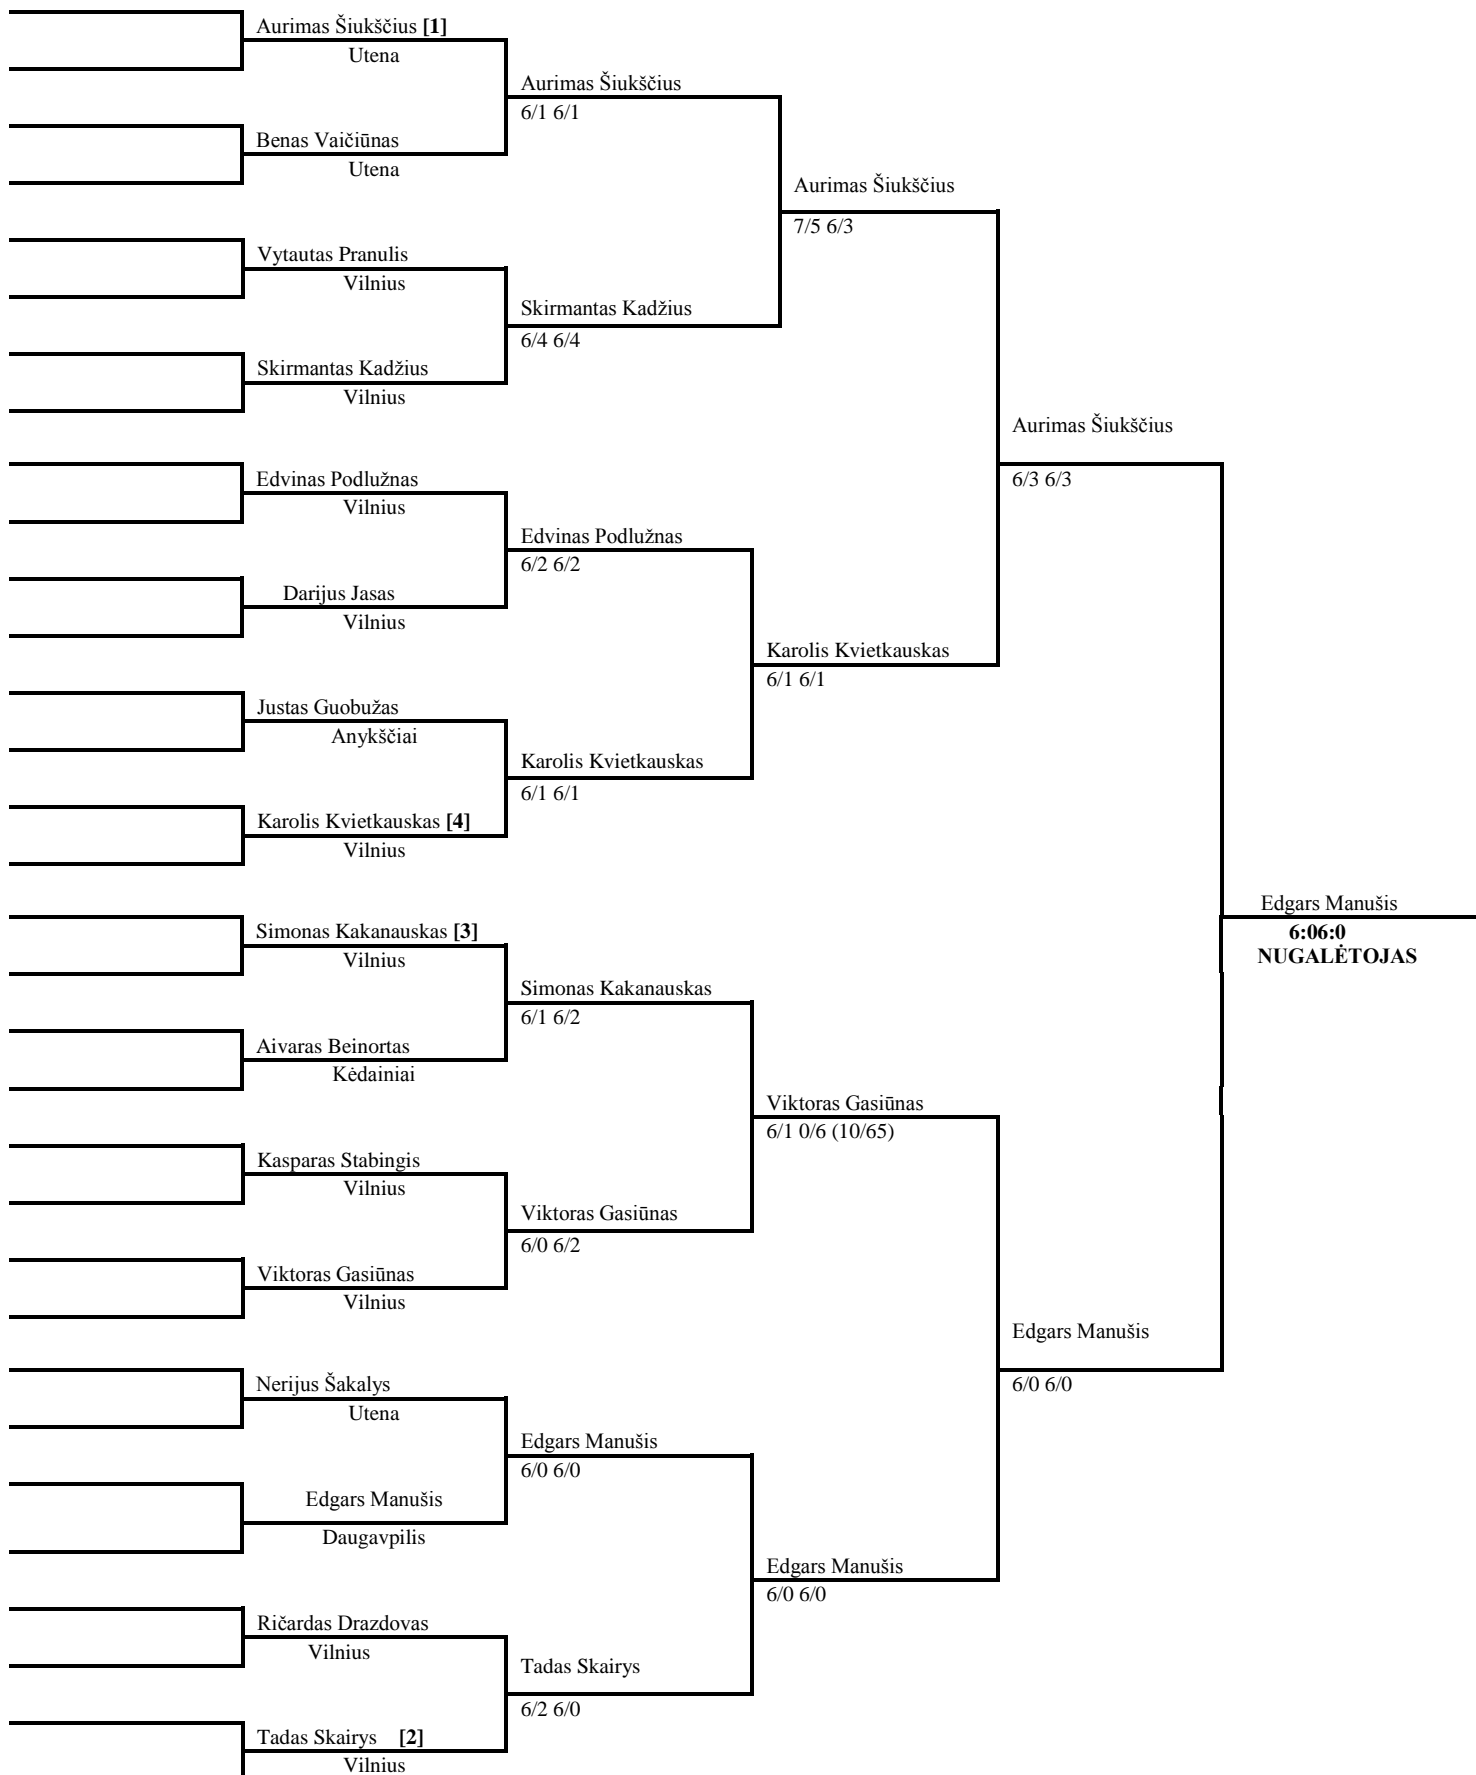 Aurimas Šiukščius [1]
Utena
Aurimas Šiukščius
6/1 6/1
Benas Vaičiūnas
Utena
Aurimas Šiukščius
7/5 6/3
Vytautas Pranulis
Vilnius
Skirmantas Kadžius
6/4 6/4
Skirmantas Kadžius
Vilnius
Aurimas Šiukščius
6/3 6/3
Edvinas Podlužnas
Vilnius
Edvinas Podlužnas
6/2 6/2
Darijus Jasas
Vilnius
Karolis Kvietkauskas
6/1 6/1
Justas Guobužas
Anykščiai
Karolis Kvietkauskas
6/1 6/1
Karolis Kvietkauskas [4]
Vilnius
Edgars Manušis
6:06:0
NUGALĖTOJAS
Simonas Kakanauskas [3]
Vilnius
Simonas Kakanauskas
6/1 6/2
Aivaras Beinortas
Kėdainiai
Viktoras Gasiūnas
6/1 0/6 (10/65)
Kasparas Stabingis
Vilnius
Viktoras Gasiūnas
6/0 6/2
Viktoras Gasiūnas
Vilnius
Edgars Manušis
6/0 6/0
Nerijus Šakalys
Utena
Edgars Manušis
6/0 6/0
Edgars Manušis
Daugavpilis
Edgars Manušis
6/0 6/0
Ričardas Drazdovas
Vilnius
Tadas Skairys
6/2 6/0
Tadas Skairys [2]
Vilnius